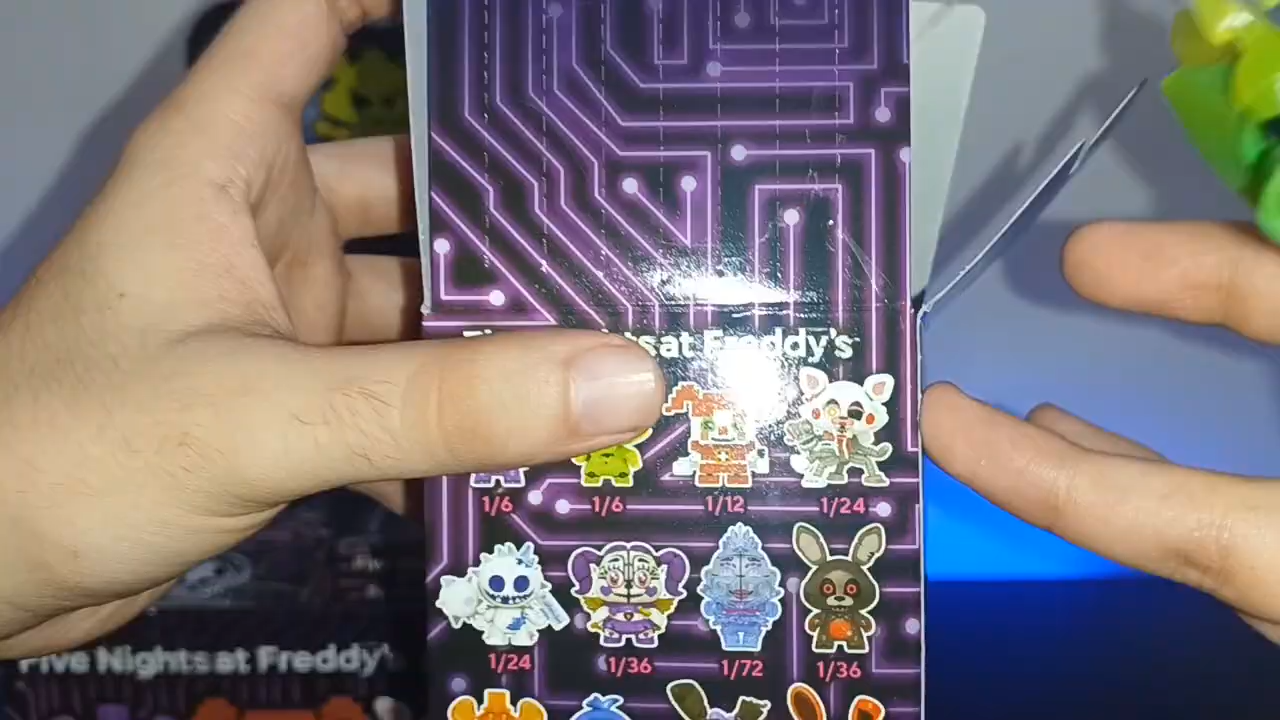 at Freddy's
1/6 1/6 1/12 1/24
1/24 1/36 1/72 1/36
Five Nights at Freddy'